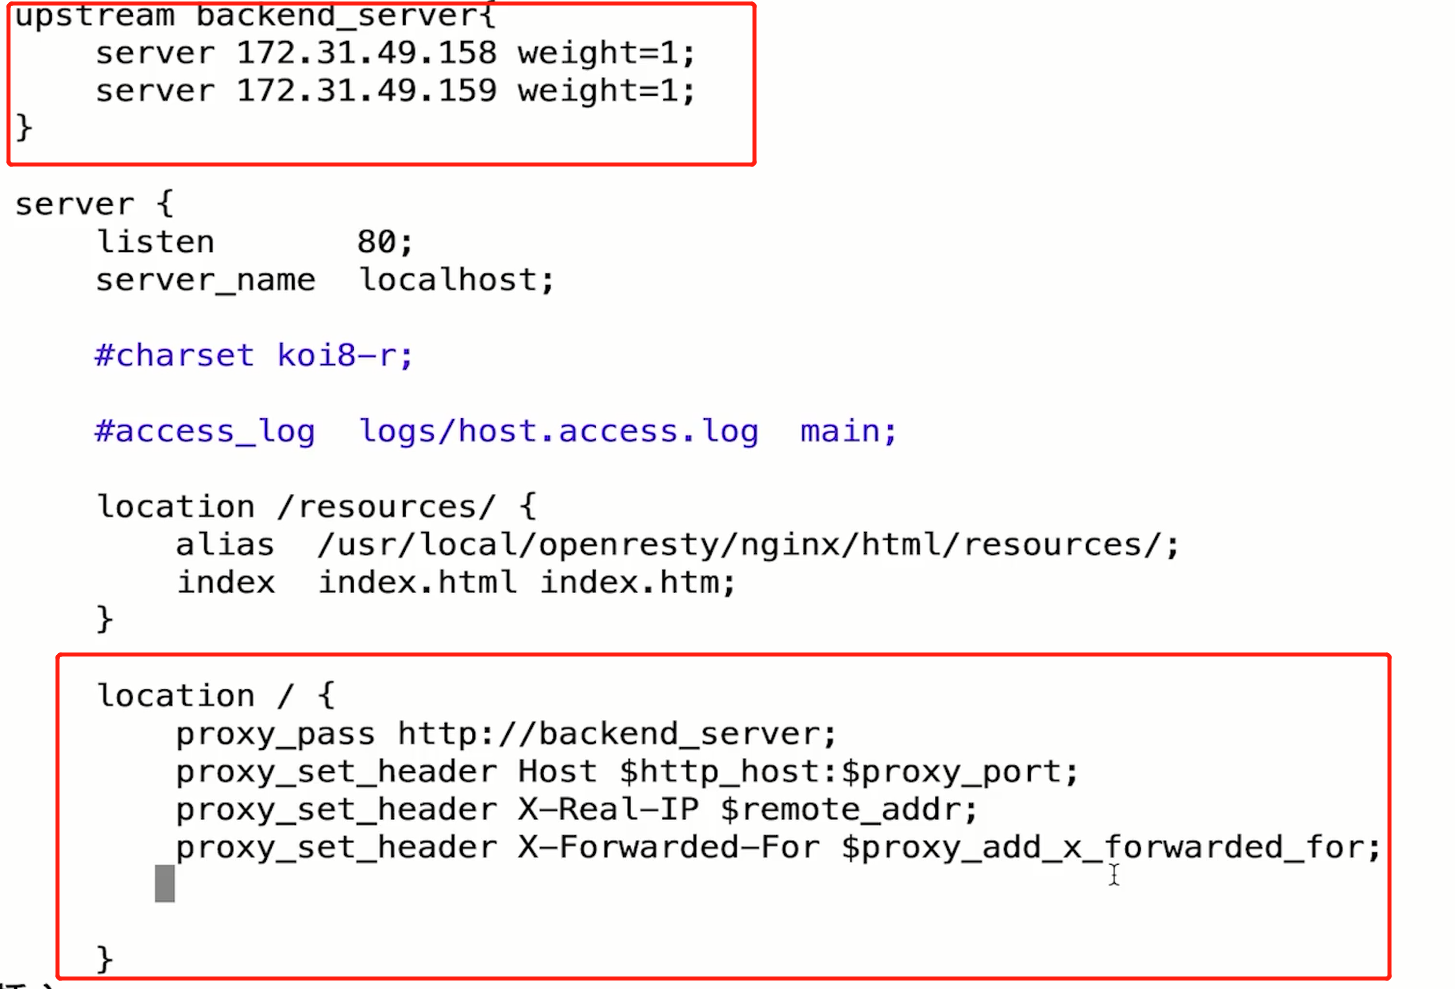 upstream backend_server{
    server 172.31.49.158 weight=1;
    server 172.31.49.159 weight=1;
}
server {
    listen       80;
    server_name  localhost;
    #charset koi8-r;
    #access_log  logs/host.access.log  main;
    location /resources/ {
        alias  /usr/local/openresty/nginx/html/resources/;
        index  index.html index.htm;
    }
    location / {
        proxy_pass http://backend_server;
        proxy_set_header Host $http_host:$proxy_port;
        proxy_set_header X-Real-IP $remote_addr;
        proxy_set_header X-Forwarded-For $proxy_add_x_forwarded_for;
    }